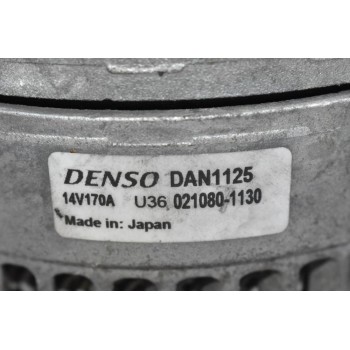 DENSO DAN1125
14V170A U36 021080-1130
Made in: Japan